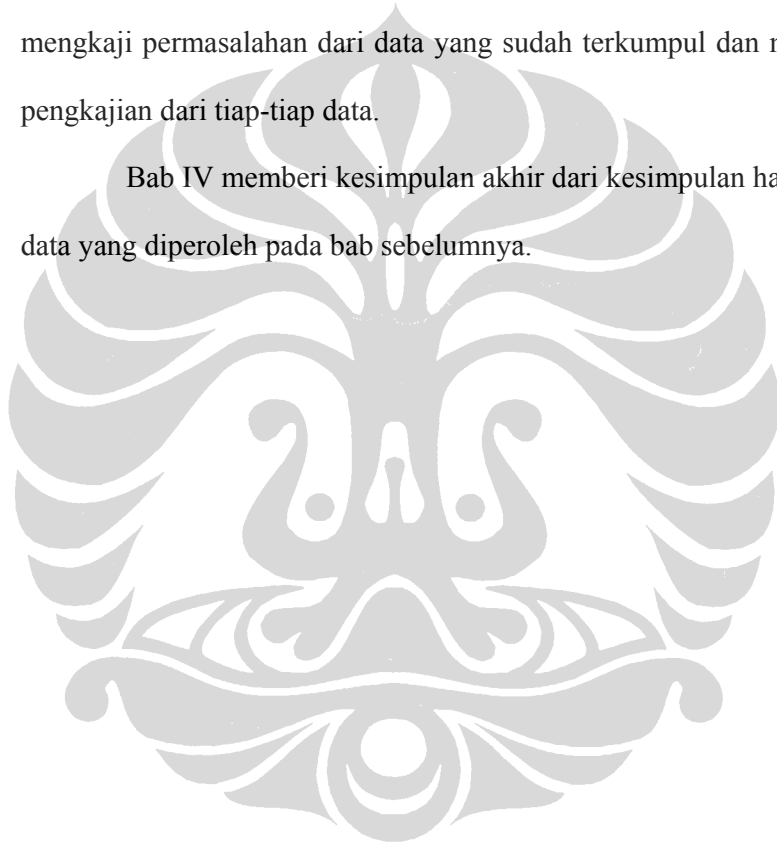 mengkaji permasalahan dari data yang sudah terkumpul dan
pengkajian dari tiap-tiap data.
Bab IV memberi kesimpulan akhir dari kesimpulan
data yang diperoleh pada bab sebelumnya.